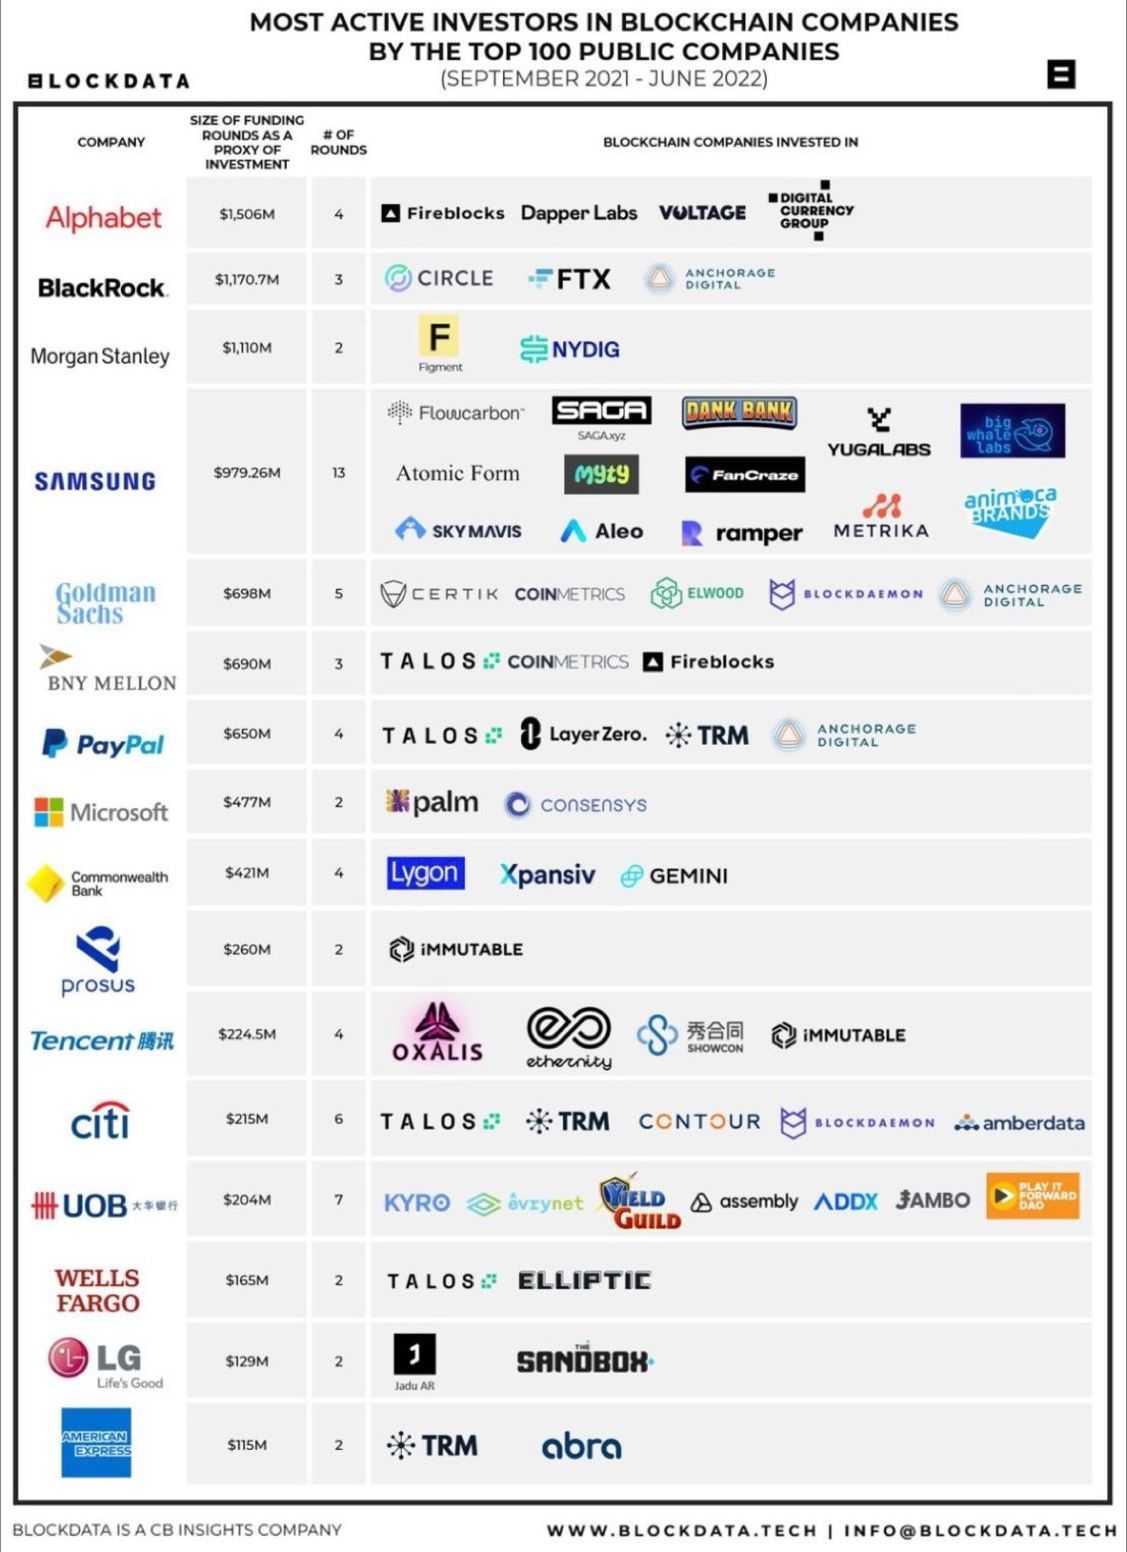 MOST ACTIVE INVESTORS IN BLOCKCHAIN COMPANIES
BY THE TOP 100 PUBLIC COMPANIES
(SEPTEMBER 2021 - JUNE 2022)
BLOCKDATA
COMPANY
SIZE OF FUNDING
ROUNDS AS A
PROXY OF
INVESTMENT
# OF
ROUNDS
BLOCKCHAIN COMPANIES INVESTED IN
Alphabet
$1,506M
4
Fireblocks Dapper Labs VOLTAGE DIGITAL
CURRENCY
GROUP
BlackRock.
$1,170.7M
3
CIRCLE FTX ANCHORAGE
DIGITAL
Morgan Stanley
$1,110M
2
F
Figment
NYDIG
SAMSUNG
$979.26M
13
Flowcarbon SAGA DANK BANK
SAGA.xyz
YUGALABS
big
whale
labs
Atomic Form myty FanCraze
SKY MAVIS Aleo ramper METRIKA
animoca
BRANDS
Goldman
Sachs
$698M
5
CERTIK COINMETRICS ELWOOD BLOCKDAEMON ANCHORAGE
DIGITAL
BNY MELLON
$690M
3
TALOS COINMETRICS Fireblocks
PayPal
$650M
4
TALOS LayerZero. TRM ANCHORAGE
DIGITAL
Microsoft
$477M
2
palm CONSENSYS
Commonwealth
Bank
$421M
4
Lygon Xpansiv GEMINI
prosus
$260M
2
iMMUTABLE
Tencent 腾讯
$224.5M
4
OXALIS ethernity 秀合同
SHOWCON
iMMUTABLE
citi
$215M
6
TALOS TRM CONTOUR BLOCKDAEMON amberdata
UOB 大华银行
$204M
7
KYRO êvrynet YIELD
GUILD
assembly ADDX JAMBO PLAY IT
FORWARD
DAO
WELLS
FARGO
$165M
2
TALOS ELLIPTIC
LG
Life's Good
$129M
2
J
Jadu AR
THE
SANDBOX
AMERICAN
EXPRESS
$115M
2
TRM abra
BLOCKDATA IS A CB INSIGHTS COMPANY
WWW.BLOCKDATA.TECH | INFO@BLOCKDATA.TECH